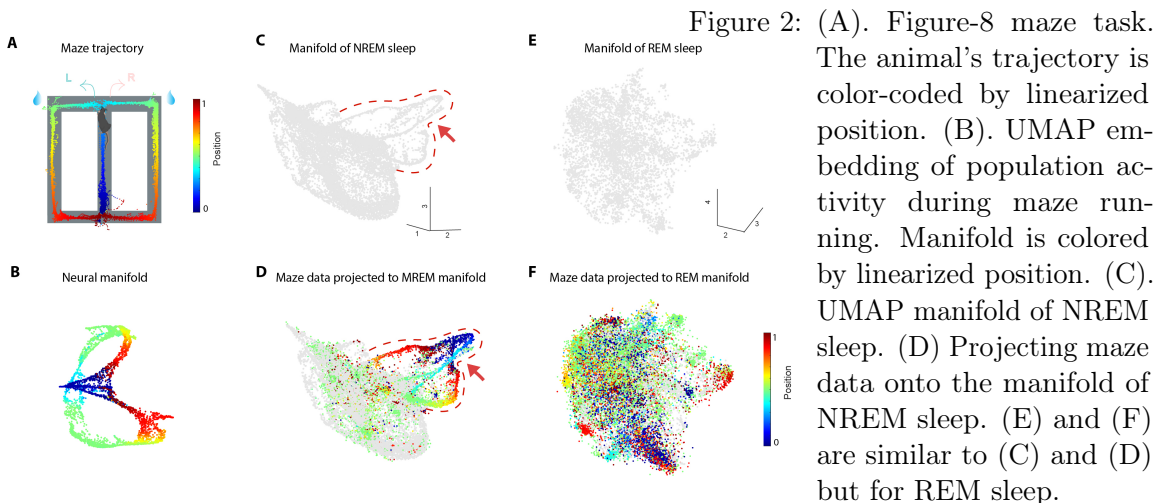 A
Maze trajectory
L
R
1
Position
0
B
Neural manifold
C
Manifold of NREM sleep
3
1
2
D
Maze data projected to MREM manifold
E
Manifold of REM sleep
4
2
3
F
Maze data projected to REM manifold
1
Position
0
Figure 2: (A). Figure-8 maze task.
The animal's trajectory is
color-coded by linearized
position. (B). UMAP em-
bedding of population ac-
tivity during maze run-
ning. Manifold is colored
by linearized position. (C).
UMAP manifold of NREM
sleep. (D) Projecting maze
data onto the manifold of
NREM sleep. (E) and (F)
are similar to (C) and (D)
but for REM sleep.